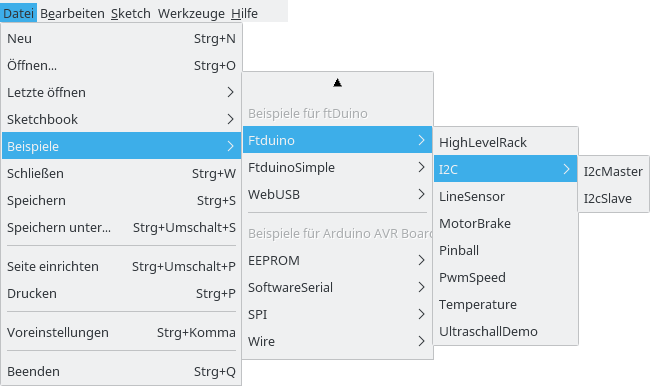 Datei Bearbeiten Sketch Werkzeuge Hilfe
Neu Strg+N
Öffnen... Strg+O
Letzte öffnen
Sketchbook
Beispiele
Schließen Strg+W
Speichern Strg+S
Speichern unter... Strg+Umschalt+S
Seite einrichten Strg+Umschalt+P
Drucken Strg+P
Voreinstellungen Strg+Komma
Beenden Strg+Q
Beispiele für ftDuino
Ftduino
FtduinoSimple
WebUSB
Beispiele für Arduino AVR Board
EEPROM
SoftwareSerial
SPI
Wire
HighLevelRack
I2C
LineSensor
MotorBrake
Pinball
PwmSpeed
Temperature
UltraschallDemo
I2cMaster
I2cSlave